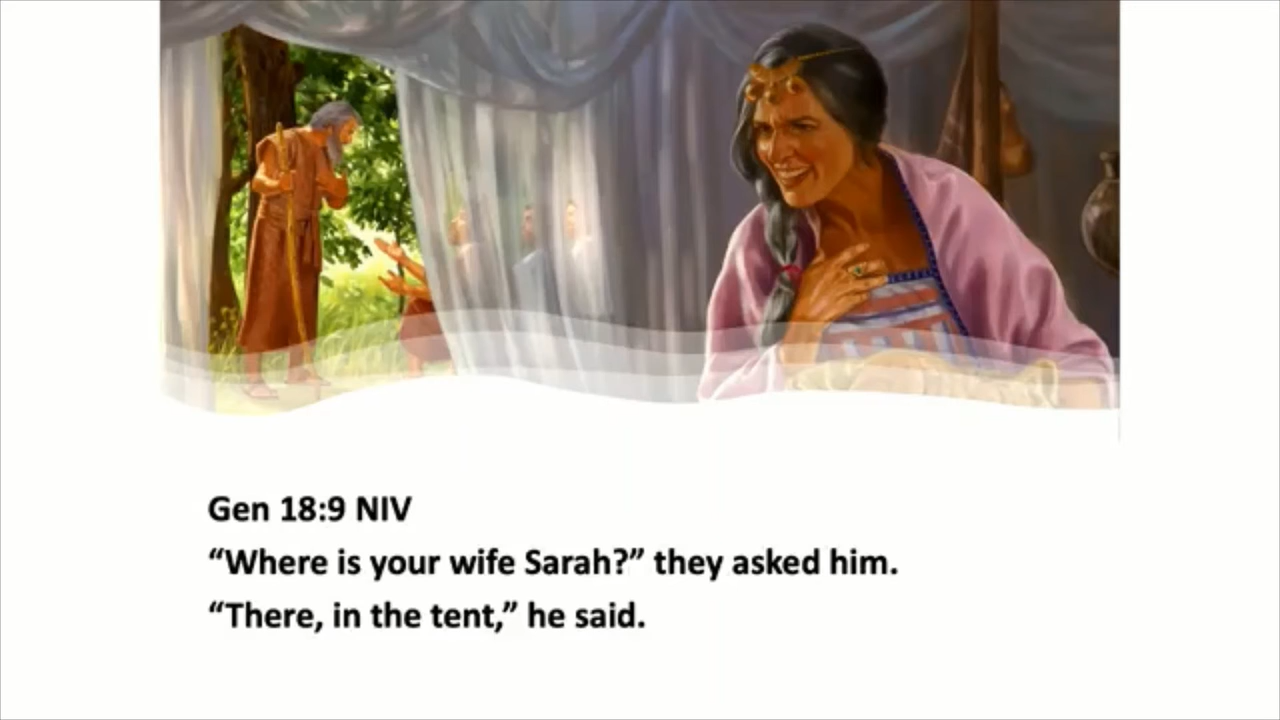 Gen 18:9 NIV
“Where is your wife Sarah?” they asked him.
“There, in the tent,” he said.